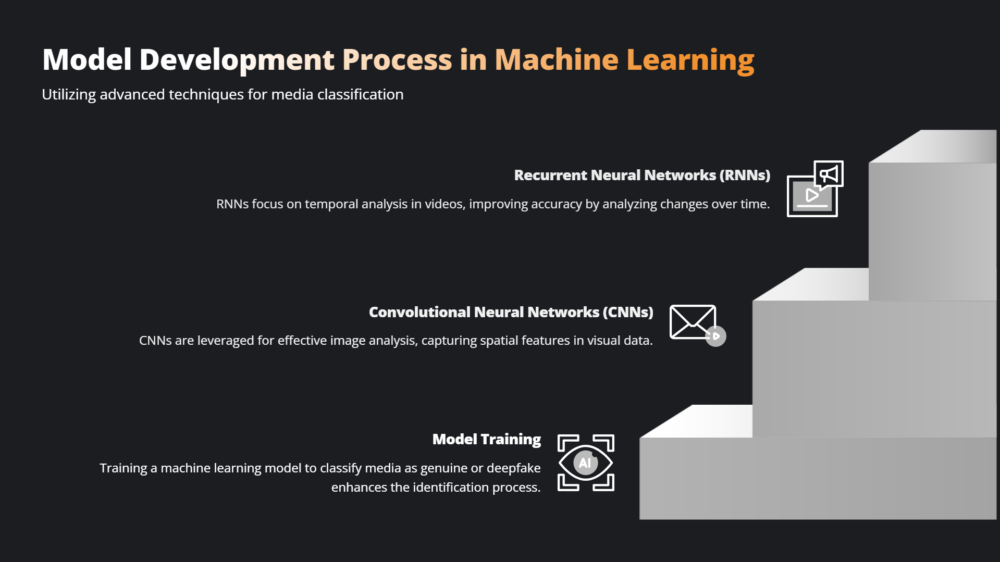 Model Development Process in Machine Learning
Utilizing advanced techniques for media classification
Recurrent Neural Networks (RNNs)
RNNs focus on temporal analysis in videos, improving accuracy by analyzing changes over time.
Convolutional Neural Networks (CNNs)
CNNs are leveraged for effective image analysis, capturing spatial features in visual data.
Model Training
Training a machine learning model to classify media as genuine or deepfake
enhances the identification process.
AI